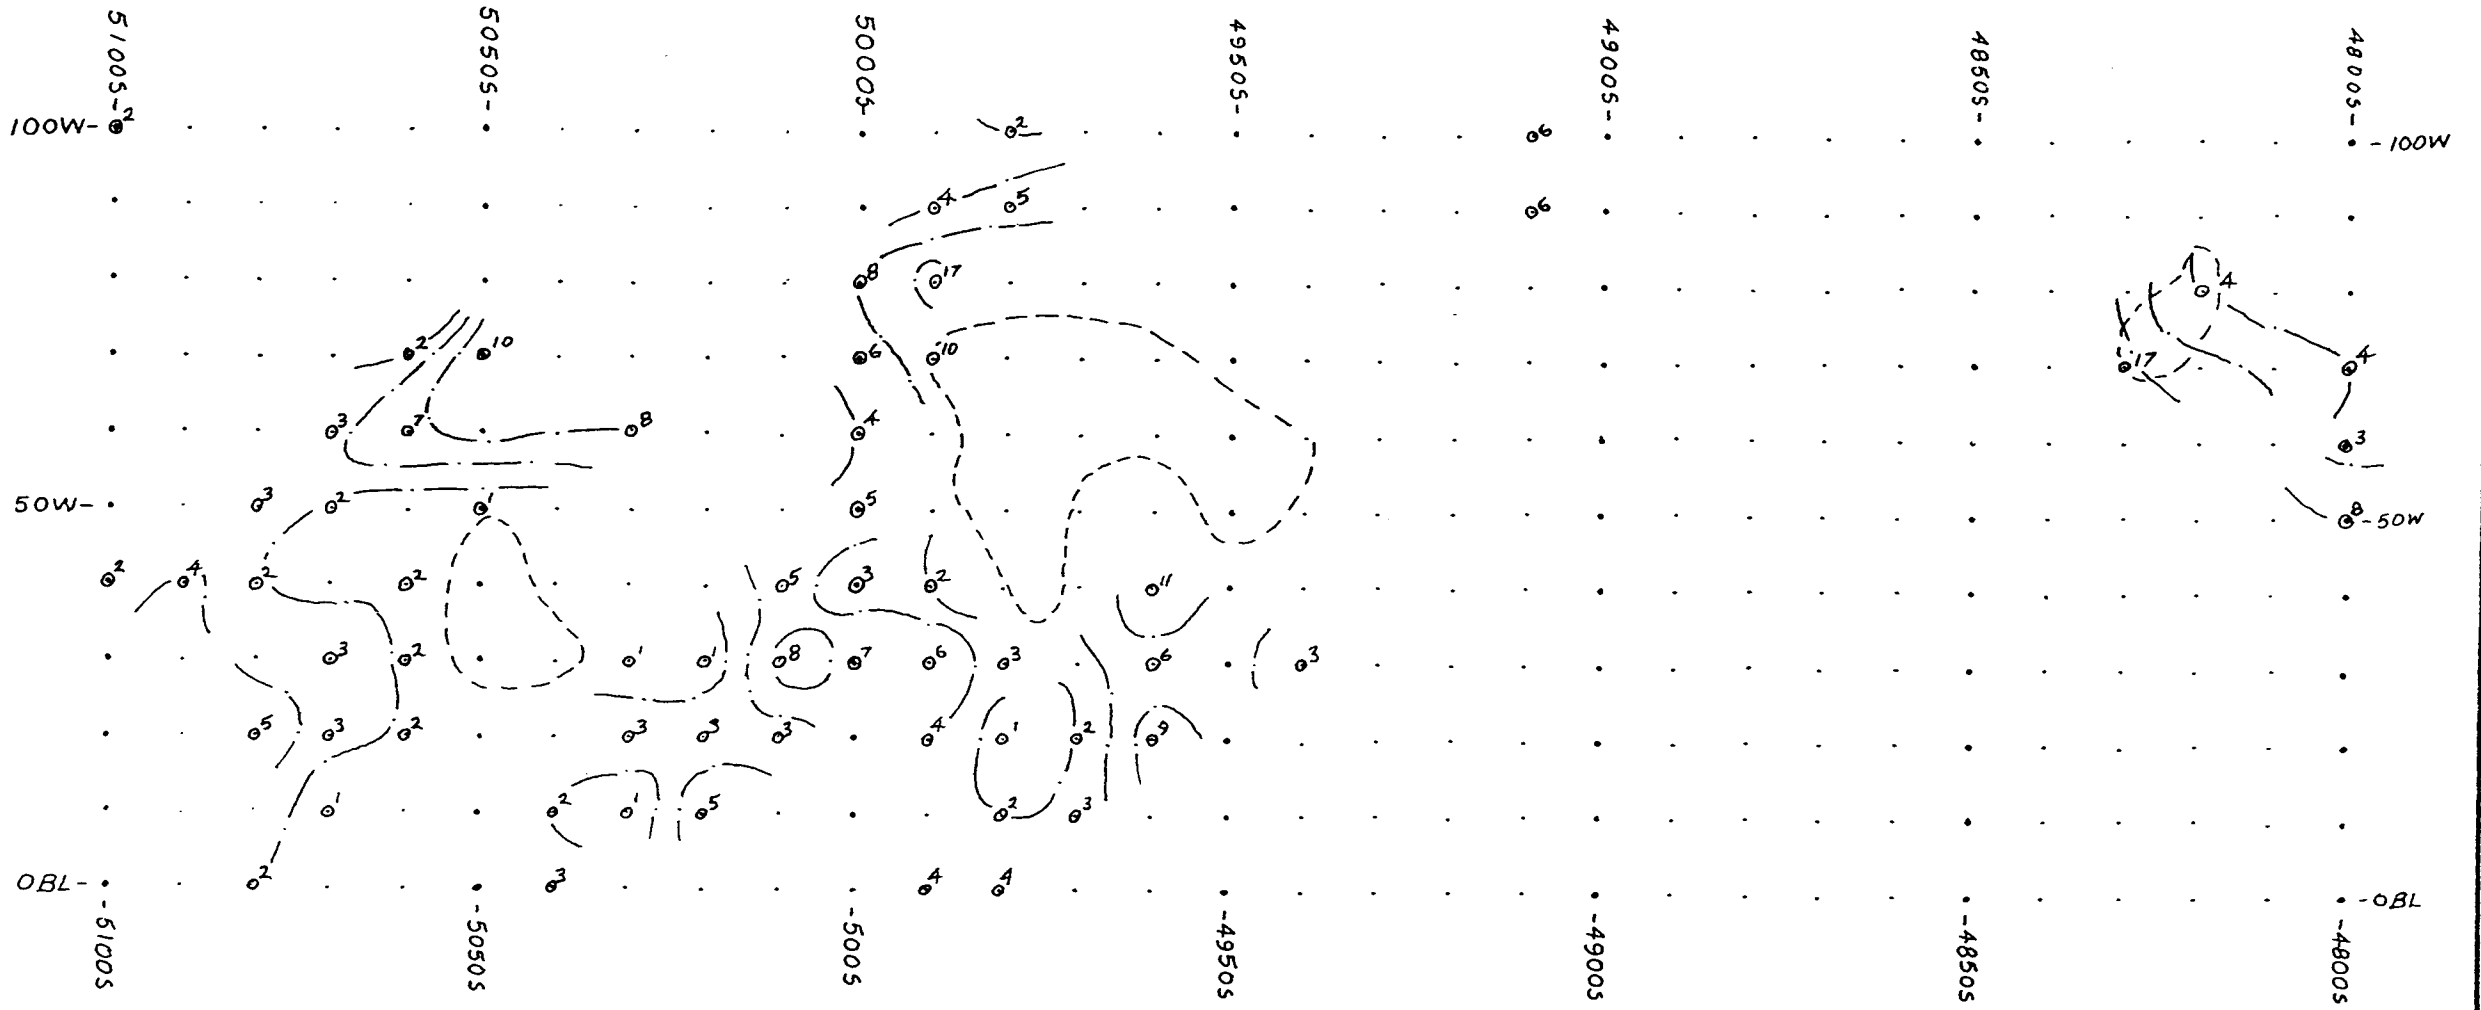 5100S- 5050S- 5000S- 4950S- 4900S- 4850S- 4800S-
100W- 2 2 6 -100W
4 5 6
8 17 4
2 10 6 10 17 4
3 7 8 4 3
50W- 3 2 1 5 8 -50W
2 4 2 2 5 3 2 11
3 2 1 1 8 7 6 3 6 3
5 3 2 3 3 3 4 1 2 9
1 2 1 5 2 3
0BL- 2 3 4 4 -0BL
-5100S -5050S -5000S -4950S -4900S -4850S -4800S